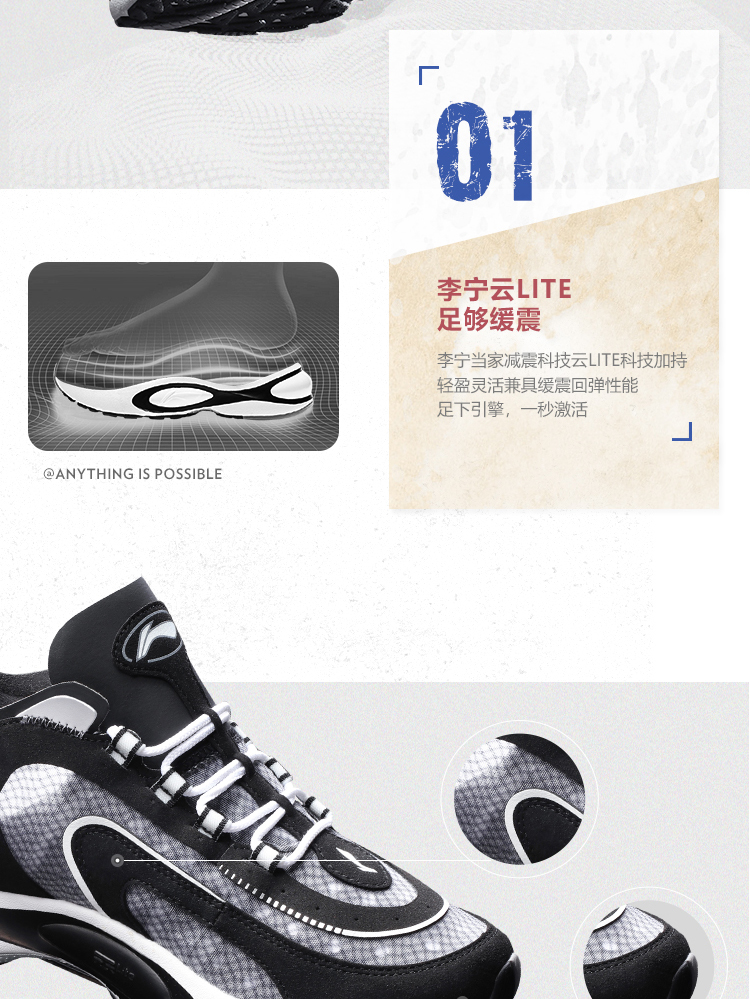 01
李宁云LITE
足够缓震
李宁当家减震科技云LITE科技加持
轻盈灵活兼具缓震回弹性能
足下引擎，一秒激活
@ANYTHING IS POSSIBLE